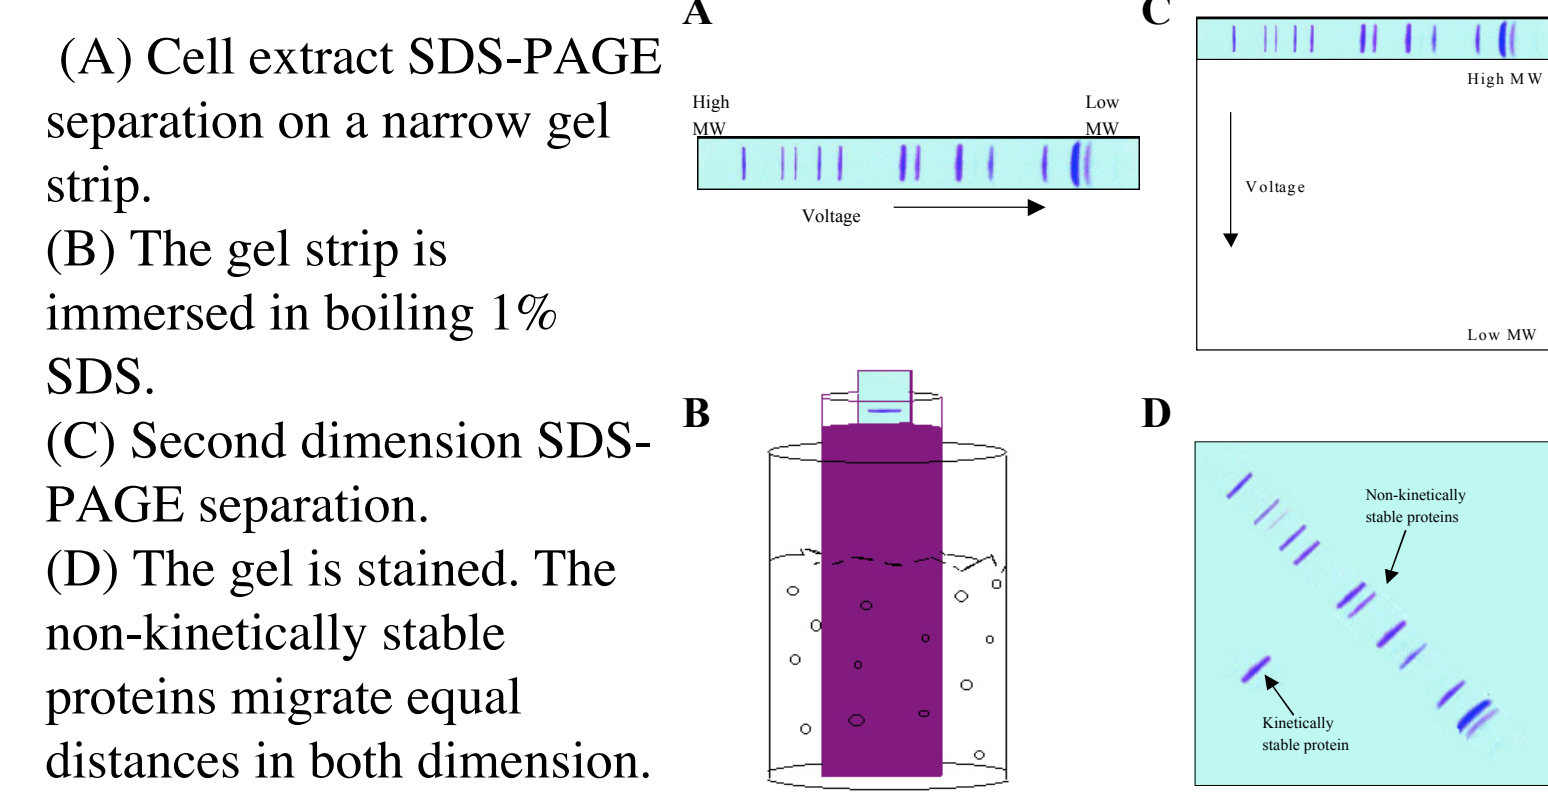 (A) Cell extract SDS-PAGE
separation on a narrow gel
strip.
(B) The gel strip is
immersed in boiling 1%
SDS.
(C) Second dimension SDS-
PAGE separation.
(D) The gel is stained. The
non-kinetically stable
proteins migrate equal
distances in both dimension.
A
High
MW
Low
MW
Voltage
B
C
High MW
Voltage
Low MW
D
Non-kinetically
stable proteins
Kinetically
stable protein